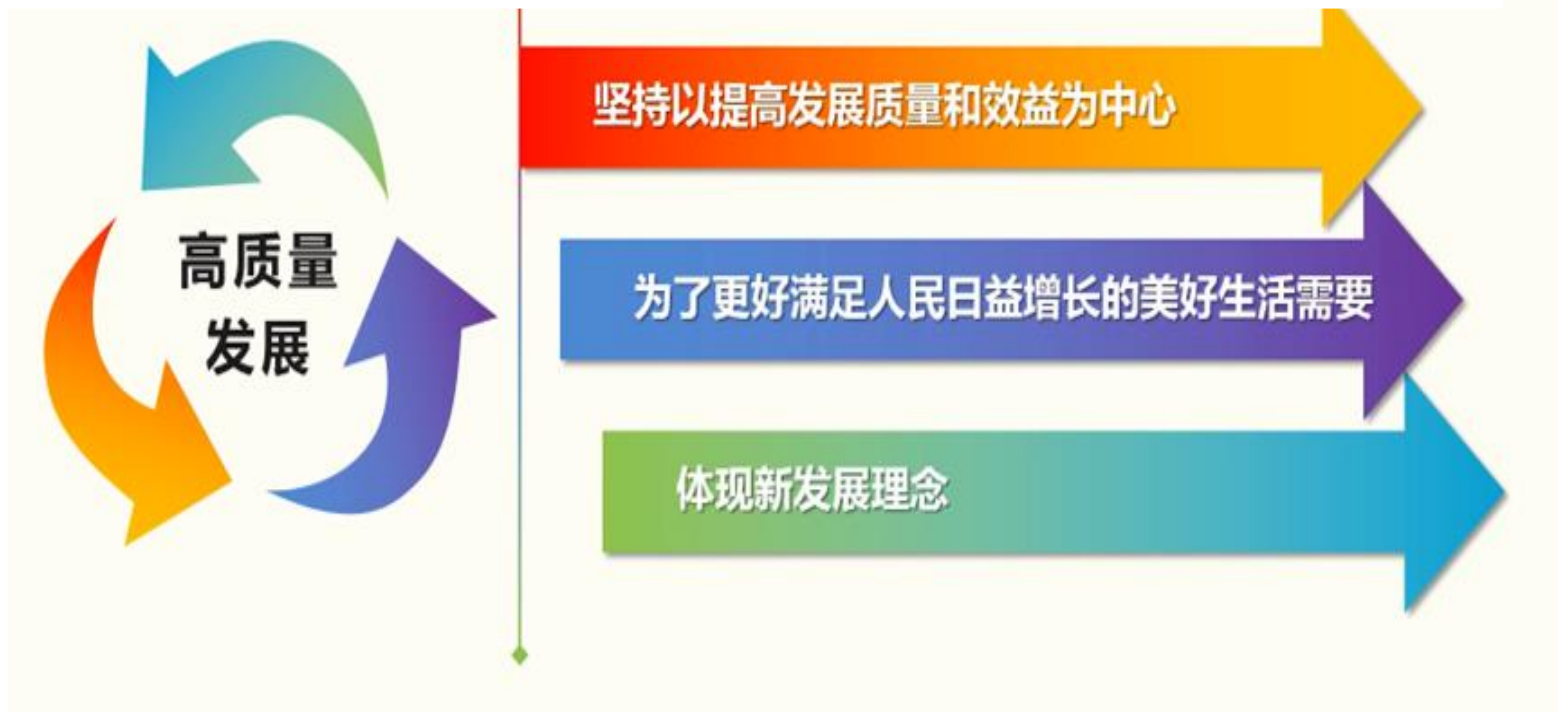 高质量
发展
坚持以提高发展质量和效益为中心
为了更好满足人民日益增长的美好生活需要
体现新发展理念